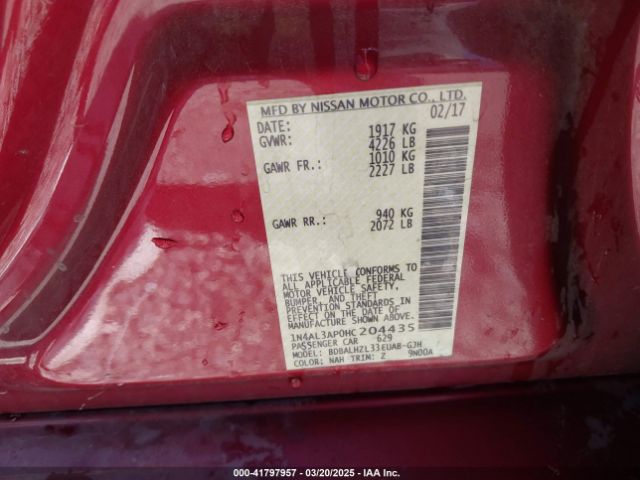 MFD BY NISSAN MOTOR CO., LTD.
DATE: 02/17
GVWR: 1917 KG
4226 LB
GAWR FR.: 1010 KG
2227 LB
GAWR RR.: 940 KG
2072 LB
THIS VEHICLE CONFORMS TO
ALL APPLICABLE FEDERAL
MOTOR VEHICLE SAFETY,
BUMPER, AND THEFT
PREVENTION STANDARDS IN
EFFECT ON THE DATE OF
MANUFACTURE SHOWN ABOVE.
1N4AL3AP0HC204435
PASSENGER CAR 629
MODEL: BDBALHZL33EUAB-GJH
COLOR: NAH TRIM: Z 9N00A
000-41797957 | 03/20/2025 | IAA Inc.